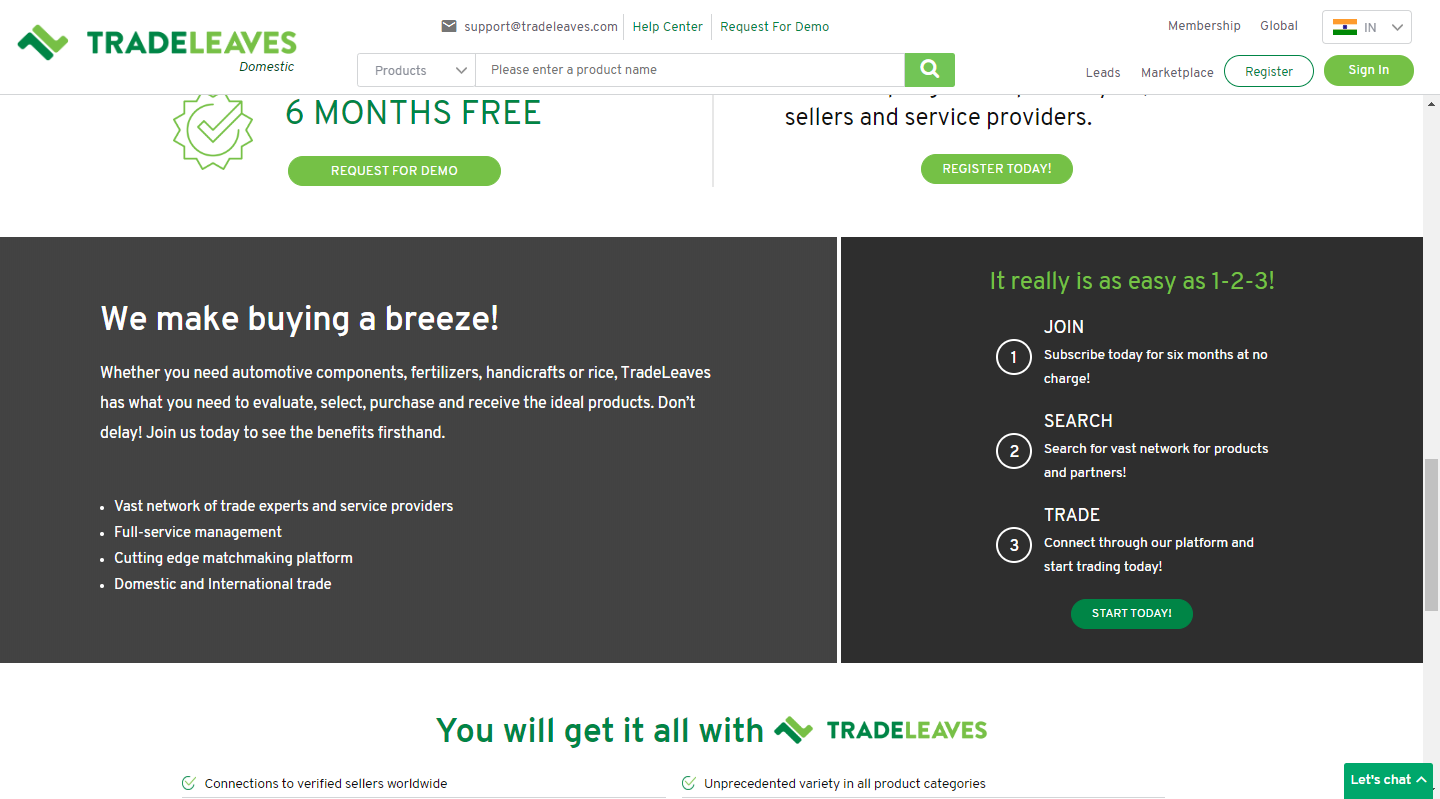 support@tradeleaves.com
Help Center
Request For Demo
Membership
Global
IN
TRADELEAVES
Domestic
Products
Please enter a product name
Leads
Marketplace
Register
Sign In
6 MONTHS FREE
REQUEST FOR DEMO
sellers and service providers.
REGISTER TODAY!
We make buying a breeze!
Whether you need automotive components, fertilizers, handicrafts or rice, TradeLeaves
has what you need to evaluate, select, purchase and receive the ideal products. Don’t
delay! Join us today to see the benefits firsthand.
• Vast network of trade experts and service providers
• Full-service management
• Cutting edge matchmaking platform
• Domestic and International trade
It really is as easy as 1-2-3!
JOIN
1
Subscribe today for six months at no
charge!
SEARCH
2
Search for vast network for products
and partners!
TRADE
3
Connect through our platform and
start trading today!
START TODAY!
You will get it all with TRADELEAVES
Connections to verified sellers worldwide
Unprecedented variety in all product categories
Let's chat